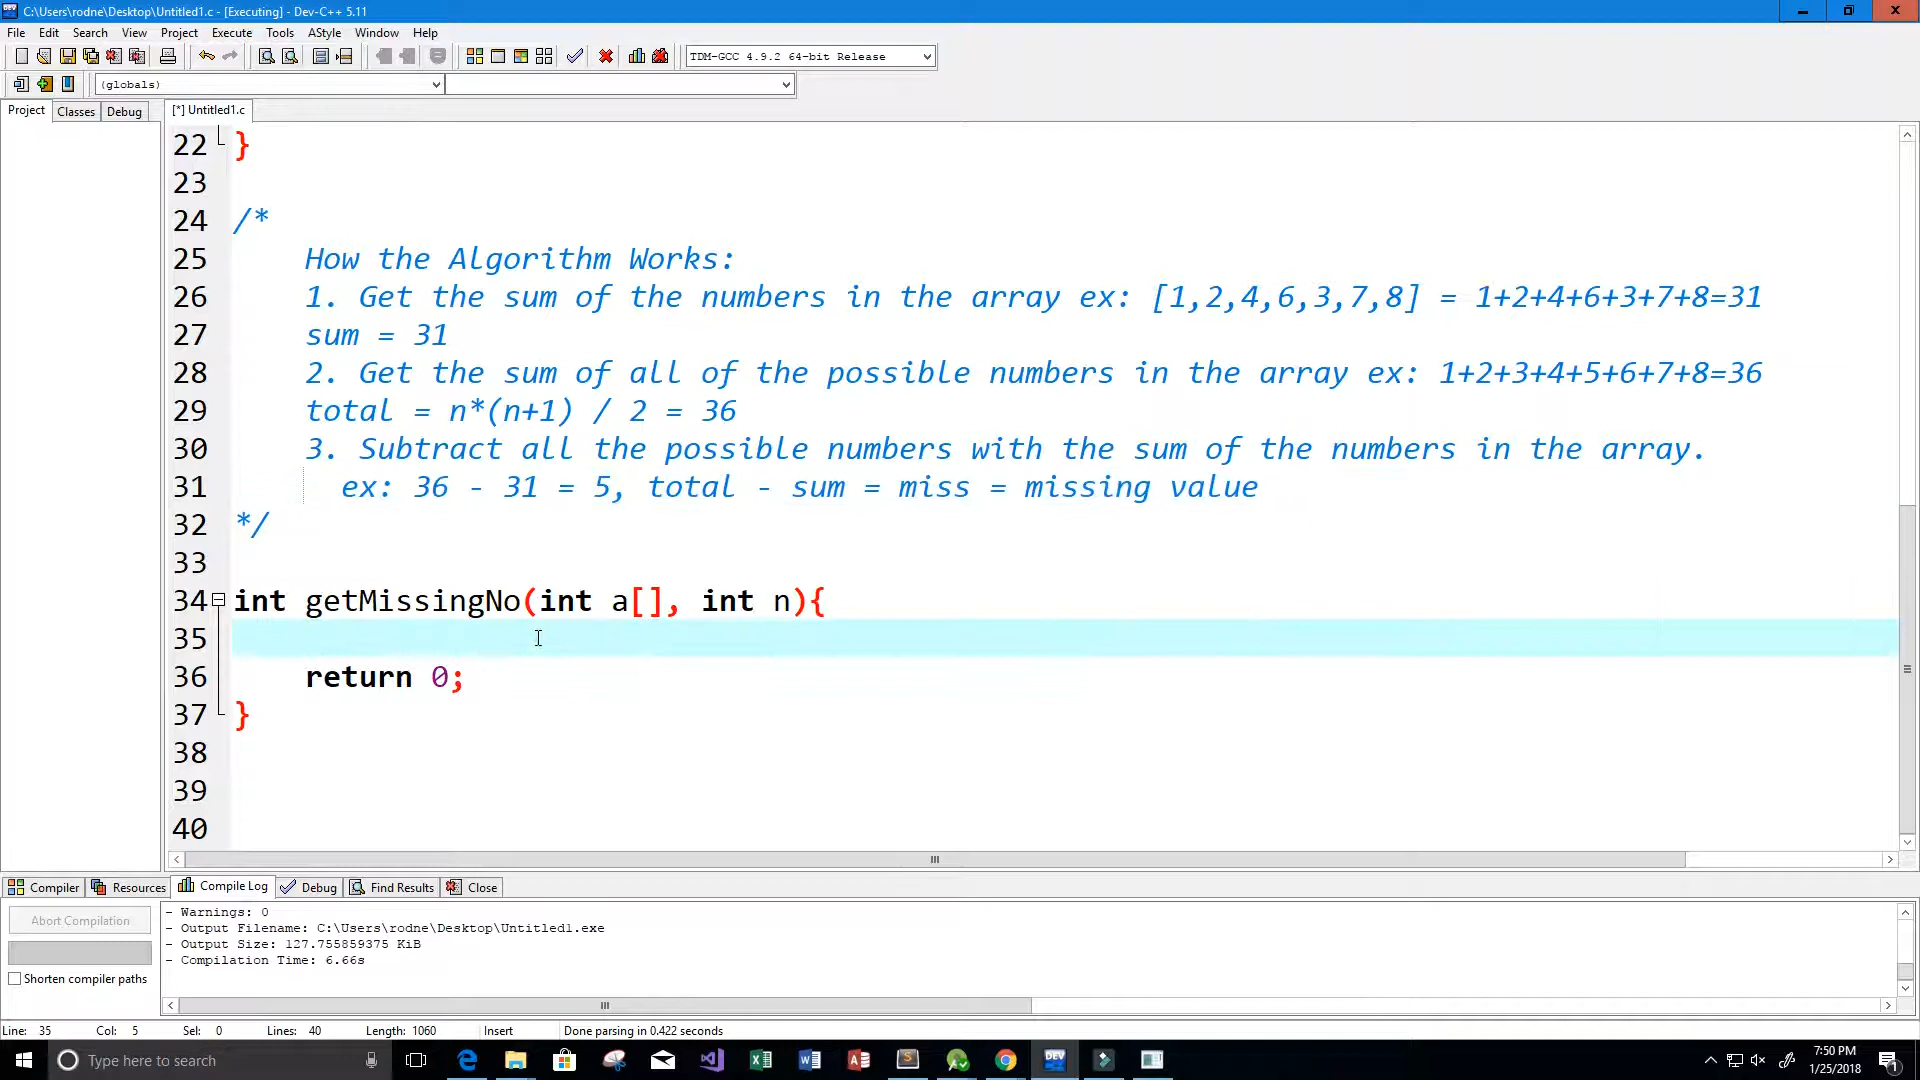 C:\Users\rodne\Desktop\Untitled1.c - [Executing] - Dev-C++ 5.11
File Edit Search View Project Execute Tools AStyle Window Help
TDM-GCC 4.9.2 64-bit Release
(globals)
Project Classes Debug [*] Untitled1.c
22 }
23
24 /*
25 How the Algorithm Works:
26 1. Get the sum of the numbers in the array ex: [1,2,4,6,3,7,8] = 1+2+4+6+3+7+8=31
27 sum = 31
28 2. Get the sum of all of the possible numbers in the array ex: 1+2+3+4+5+6+7+8=36
29 total = n*(n+1) / 2 = 36
30 3. Subtract all the possible numbers with the sum of the numbers in the array.
31 ex: 36 - 31 = 5, total - sum = miss = missing value
32 */
33
34 int getMissingNo(int a[], int n){
35
36 return 0;
37 }
38
39
40
Compiler Resources Compile Log Debug Find Results Close
Abort Compilation
Shorten compiler paths
- Warnings: 0
- Output Filename: C:\Users\rodne\Desktop\Untitled1.exe
- Output Size: 127.755859375 KiB
- Compilation Time: 6.66s
Line: 35 Col: 5 Sel: 0 Lines: 40 Length: 1060 Insert Done parsing in 0.422 seconds
Type here to search
DEV
7:50 PM
1/25/2018
1